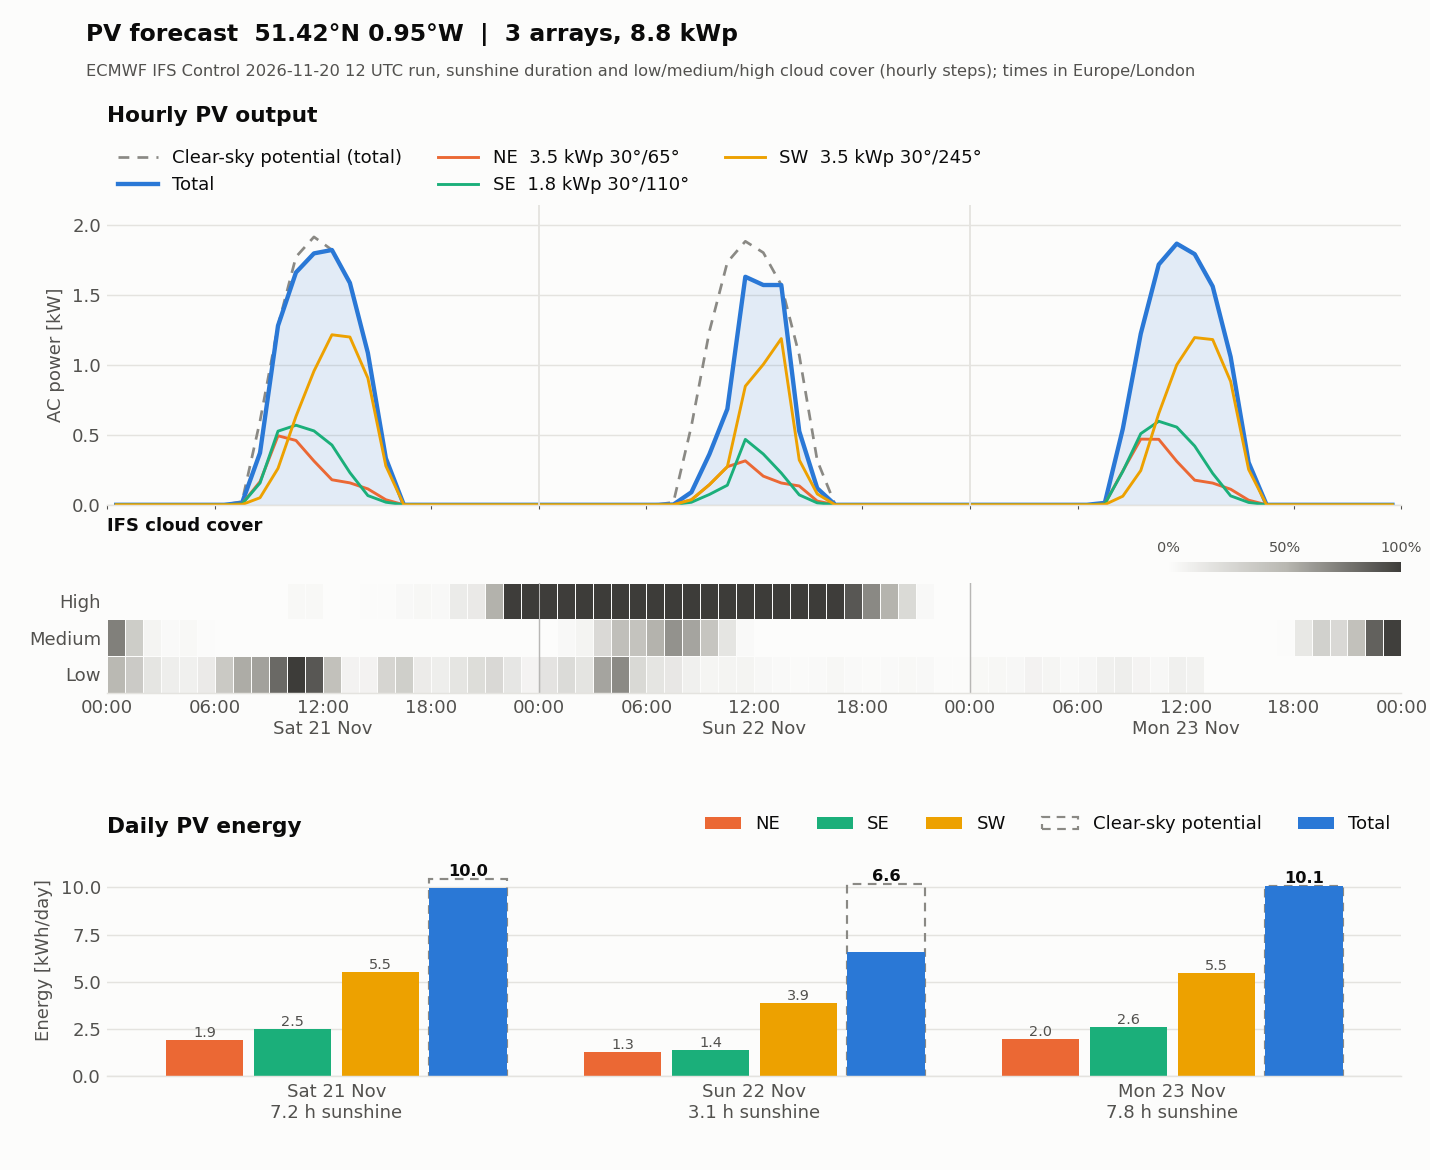 PV forecast  51.42°N 0.95°W  |  3 arrays, 8.8 kWp
ECMWF IFS Control 2026-11-20 12 UTC run, sunshine duration and low/medium/high cloud cover (hourly steps); times in Europe/London
Hourly PV output
Clear-sky potential (total)
Total
NE  3.5 kWp 30°/65°
SE  1.8 kWp 30°/110°
SW  3.5 kWp 30°/245°
AC power [kW]
2.0
1.5
1.0
0.5
0.0
IFS cloud cover
0% 50% 100%
High
Medium
Low
00:00 06:00 12:00 18:00 00:00 06:00 12:00 18:00 00:00 06:00 12:00 18:00 00:00
Sat 21 Nov Sun 22 Nov Mon 23 Nov
Daily PV energy
NE SE SW Clear-sky potential Total
Energy [kWh/day]
10.0
7.5
5.0
2.5
0.0
1.9 2.5 5.5 10.0
1.3 1.4 3.9 6.6
2.0 2.6 5.5 10.1
Sat 21 Nov Sun 22 Nov Mon 23 Nov
7.2 h sunshine 3.1 h sunshine 7.8 h sunshine